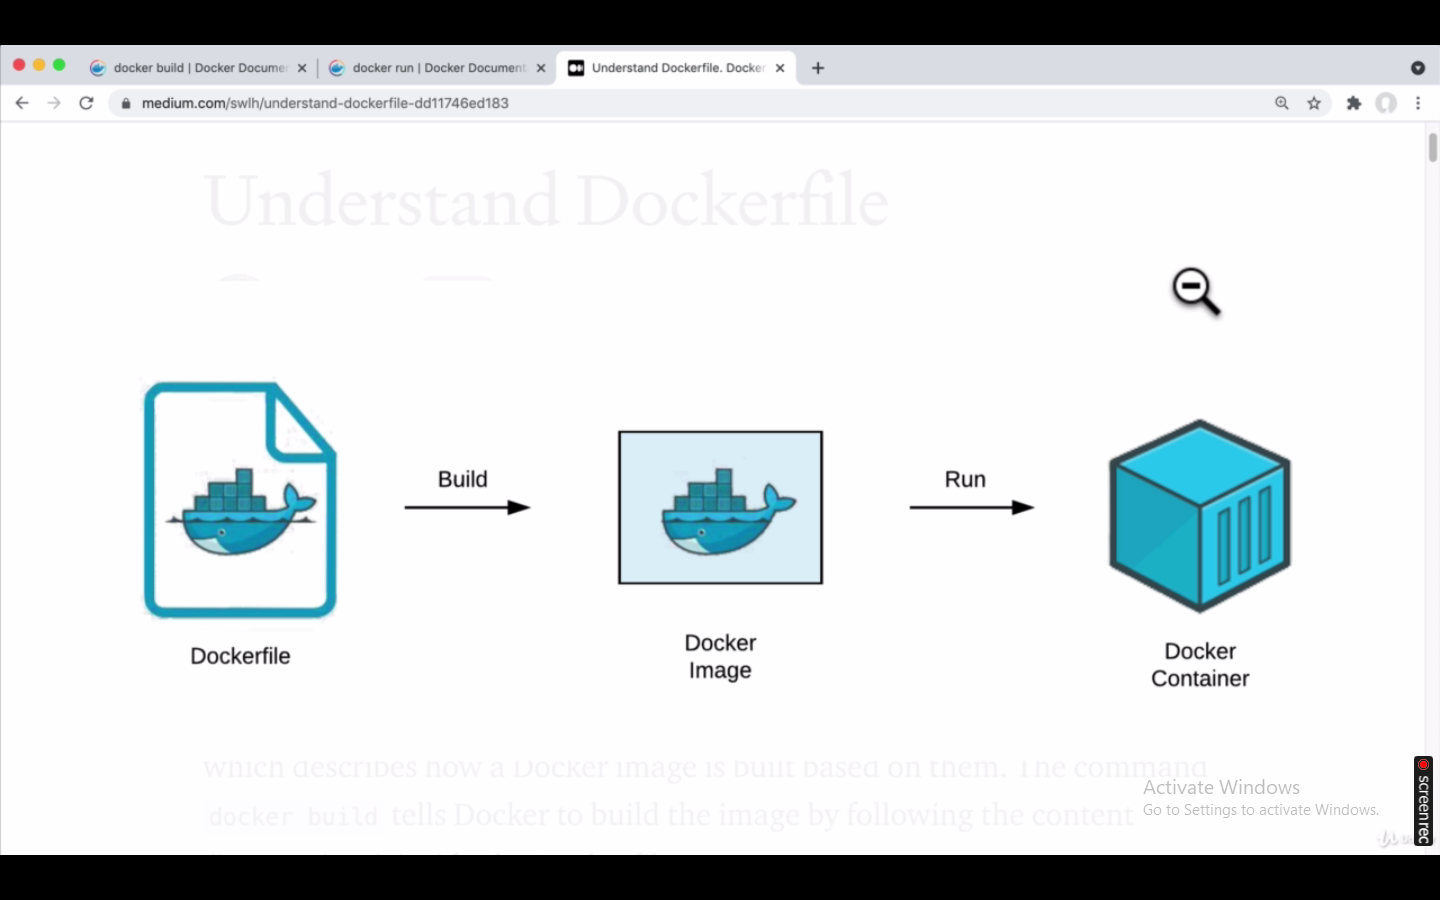 docker build | Docker Docume
docker run | Docker Document
Understand Dockerfile. Docker
medium.com/swlh/understand-dockerfile-dd11746ed183
Understand Dockerfile
Build
Run
Dockerfile
Docker
Image
Docker
Container
which describes how a Docker image is built based on them. The command
docker build tells Docker to build the image by following the content
Activate Windows
Go to Settings to activate Windows.
screenrec